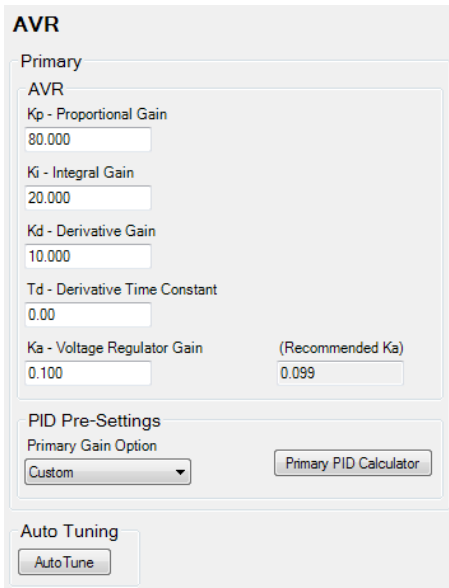 AVR
Primary
AVR
Kp - Proportional Gain
80.000
Ki - Integral Gain
20.000
Kd - Derivative Gain
10.000
Td - Derivative Time Constant
0.00
Ka - Voltage Regulator Gain (Recommended Ka)
0.100 0.099
PID Pre-Settings
Primary Gain Option
Custom Primary PID Calculator
Auto Tuning
AutoTune